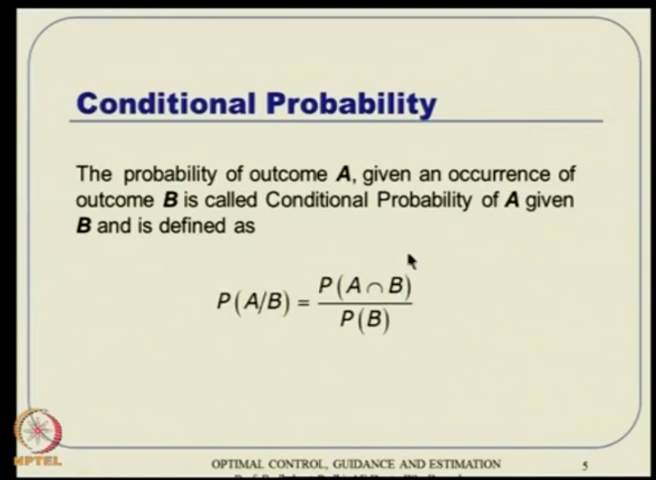 Conditional Probability
The probability of outcome A, given an occurrence of
outcome B is called Conditional Probability of A given
B and is defined as
P(A/B) = P(A∩B) / P(B)
NPTEL
OPTIMAL CONTROL, GUIDANCE AND ESTIMATION
5